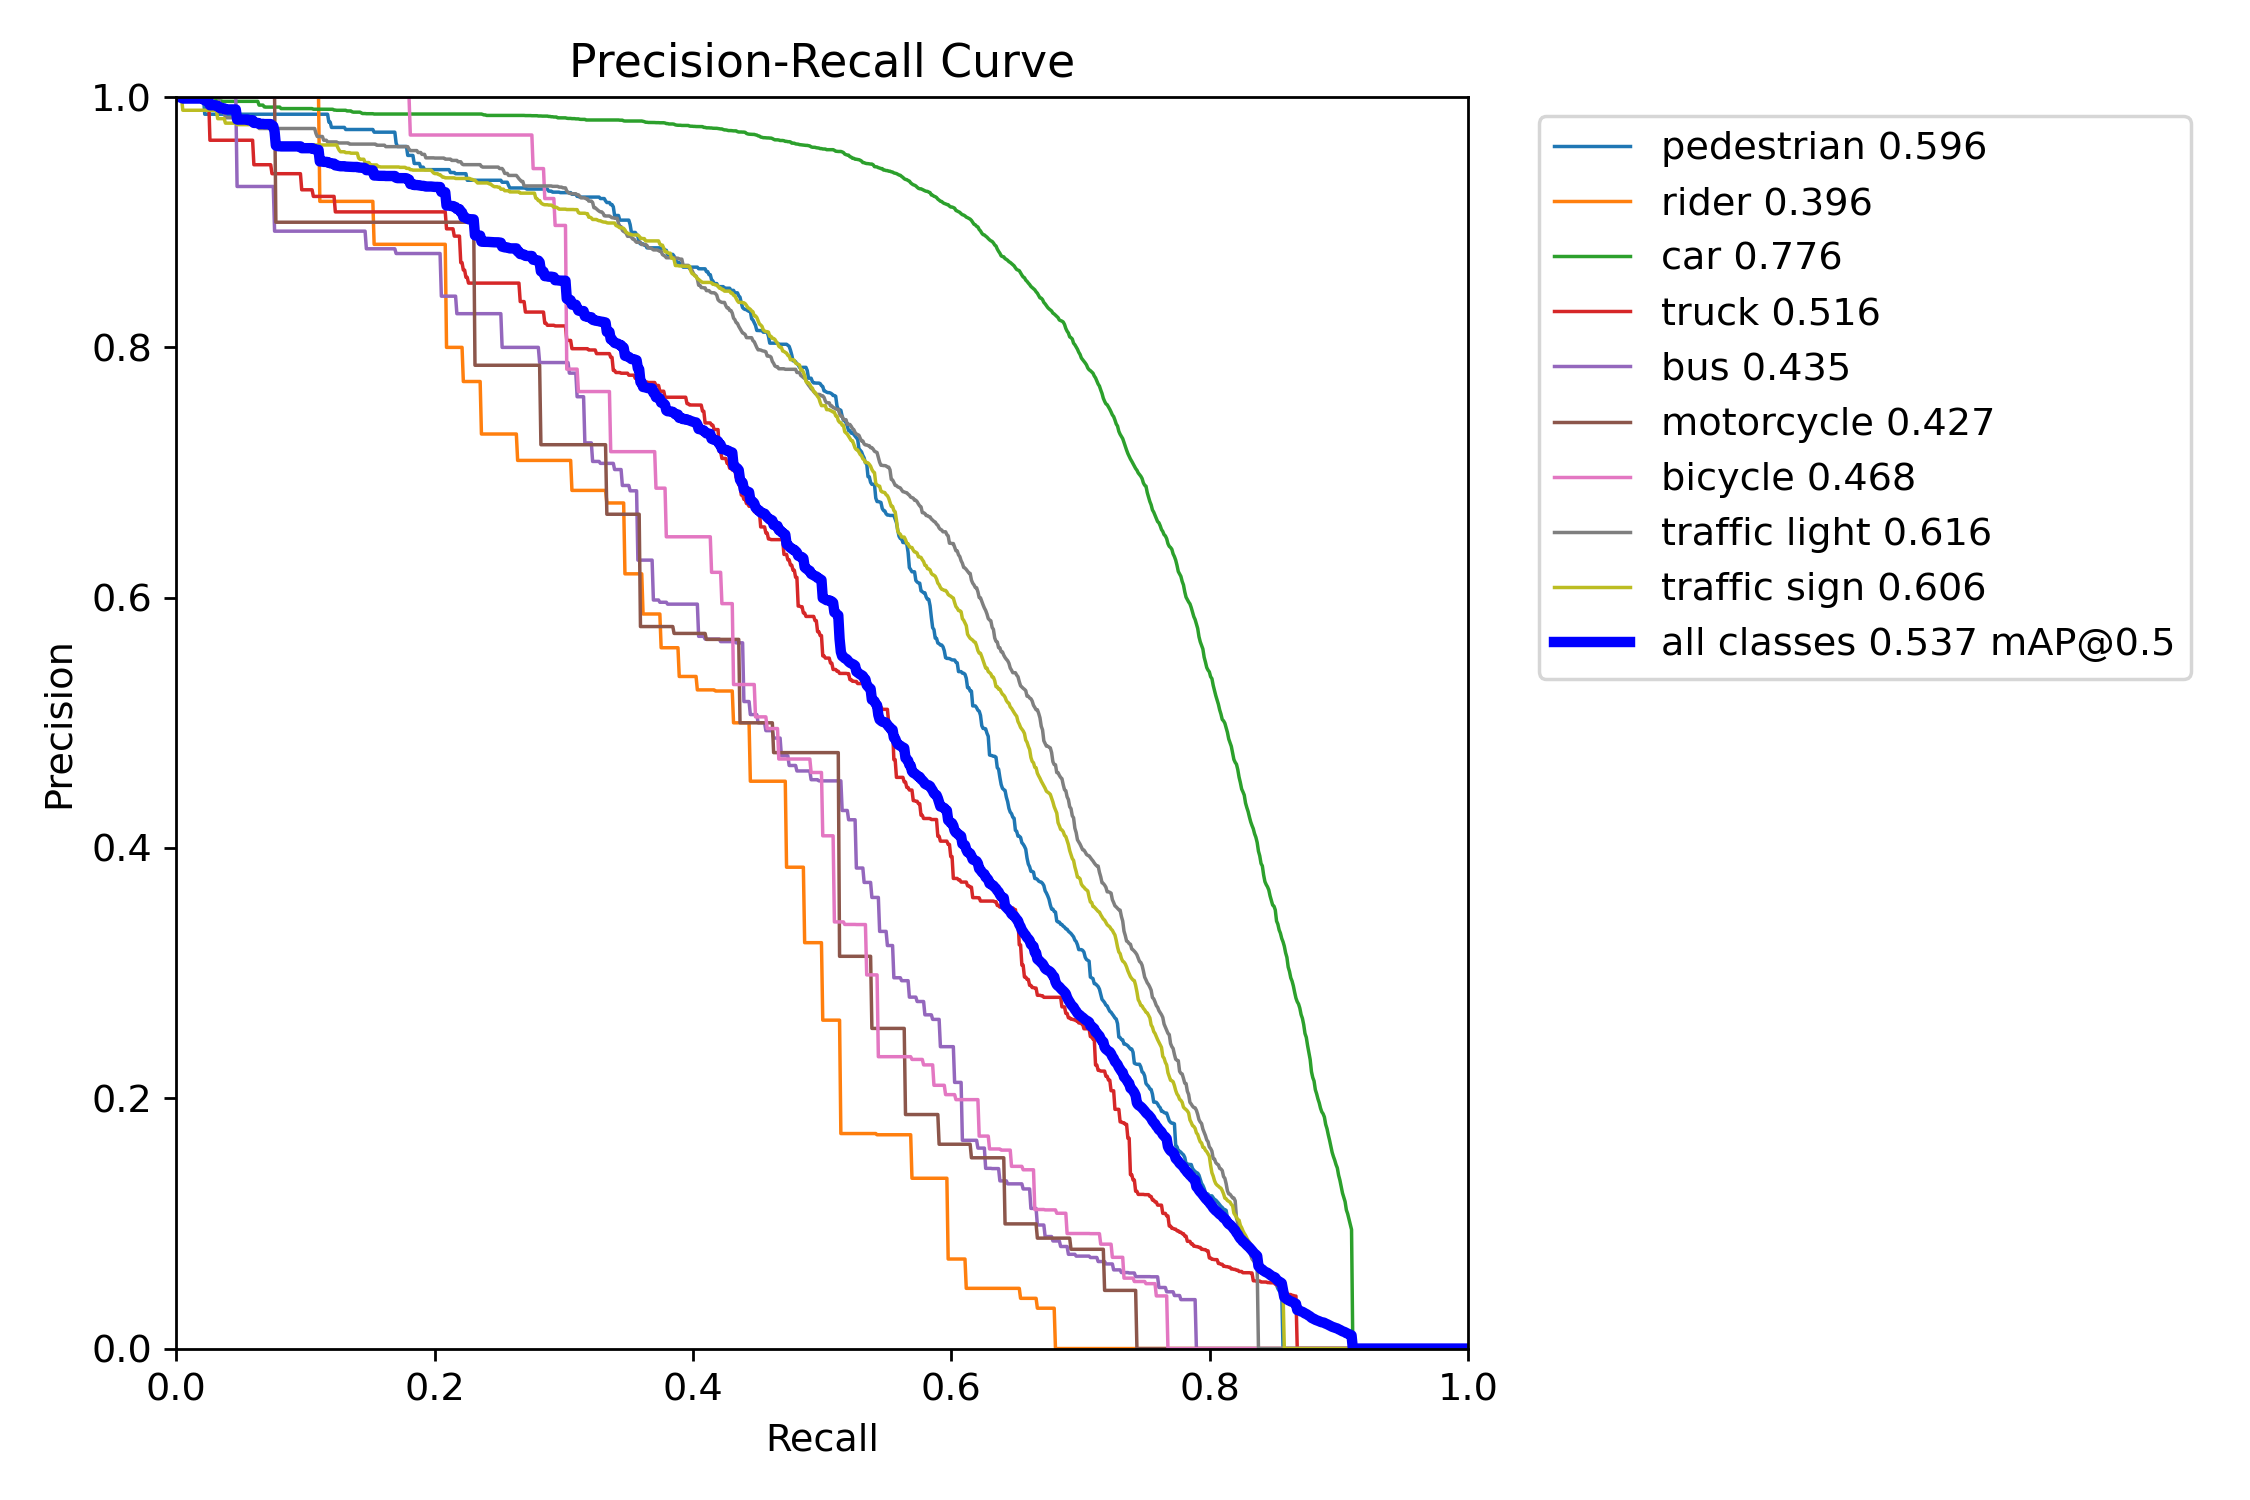 Precision-Recall Curve
1.0
0.8
0.6
0.4
0.2
0.0
Precision
0.0 0.2 0.4 0.6 0.8 1.0
Recall
pedestrian 0.596
rider 0.396
car 0.776
truck 0.516
bus 0.435
motorcycle 0.427
bicycle 0.468
traffic light 0.616
traffic sign 0.606
all classes 0.537 mAP@0.5